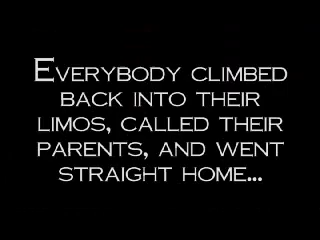 Everybody climbed
back into their
limos, called their
parents, and went
straight home...